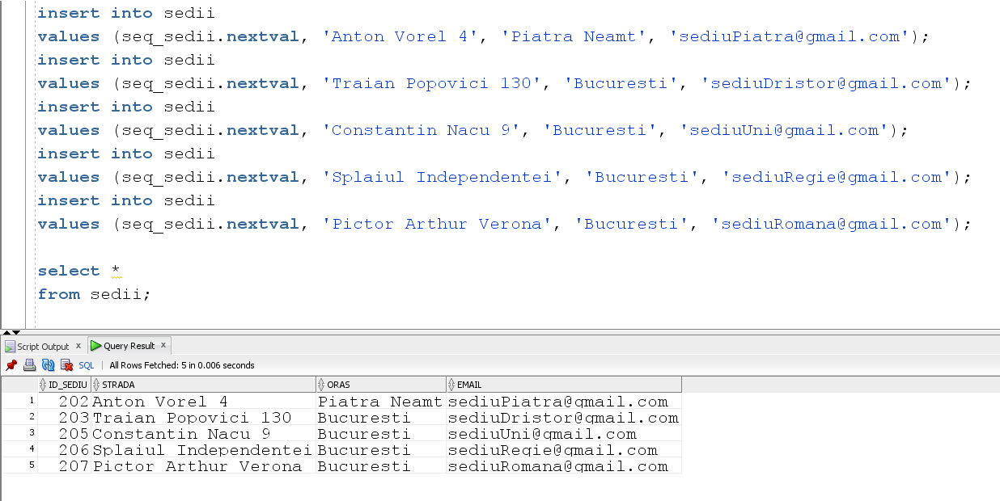 insert into sedii
values (seq_sedii.nextval, 'Anton Vorel 4', 'Piatra Neamt', 'sediuPiatra@gmail.com');
insert into sedii
values (seq_sedii.nextval, 'Traian Popovici 130', 'Bucuresti', 'sediuDristor@gmail.com');
insert into sedii
values (seq_sedii.nextval, 'Constantin Nacu 9', 'Bucuresti', 'sediuUni@gmail.com');
insert into sedii
values (seq_sedii.nextval, 'Splaiul Independentei', 'Bucuresti', 'sediuRegie@gmail.com');
insert into sedii
values (seq_sedii.nextval, 'Pictor Arthur Verona', 'Bucuresti', 'sediuRomana@gmail.com');
select *
from sedii;
Script Output x Query Result x
SQL | All Rows Fetched: 5 in 0.006 seconds
ID_SEDIU STRADA ORAS EMAIL
1 202 Anton Vorel 4 Piatra Neamt sediuPiatra@gmail.com
2 203 Traian Popovici 130 Bucuresti sediuDristor@gmail.com
3 205 Constantin Nacu 9 Bucuresti sediuUni@gmail.com
4 206 Splaiul Independentei Bucuresti sediuRegie@gmail.com
5 207 Pictor Arthur Verona Bucuresti sediuRomana@gmail.com